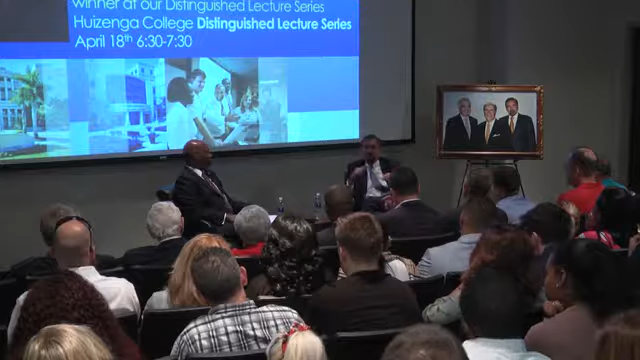 winner at our Distinguished Lecture Series
Huizenga College Distinguished Lecture Series
April 18th 6:30-7:30